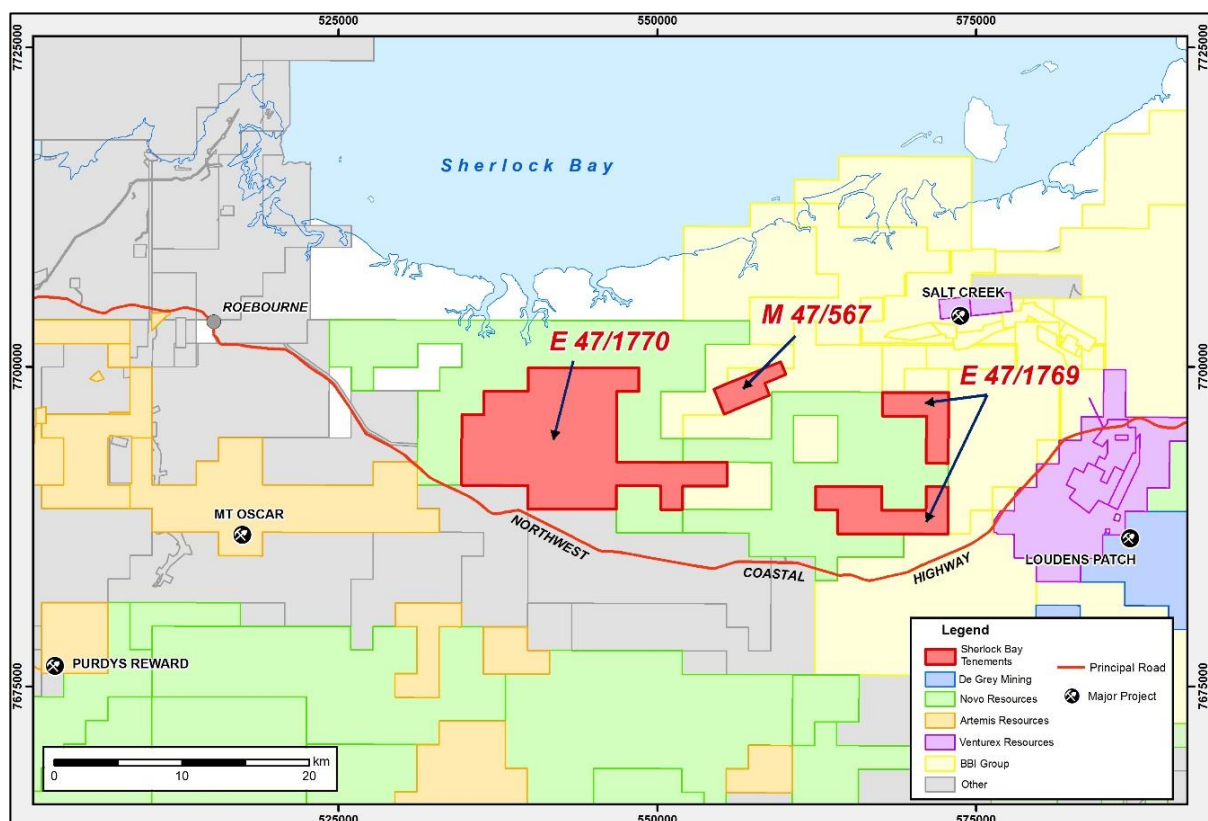 525000
550000
575000
7725000
7725000
Sherlock Bay
SALT CREEK
ROEBOURNE
M 47/567
E 47/1770
7700000
7700000
E 47/1769
MT OSCAR
NORTHWEST
COASTAL
HIGHWAY
LOUDENS PATCH
PURDYS REWARD
7675000
7675000
Legend
Sherlock Bay
Tenements
Principal Road
De Grey Mining
Novo Resources
Major Project
Artemis Resources
Venturex Resources
BBI Group
Other
km
0 10 20
525000
550000
575000